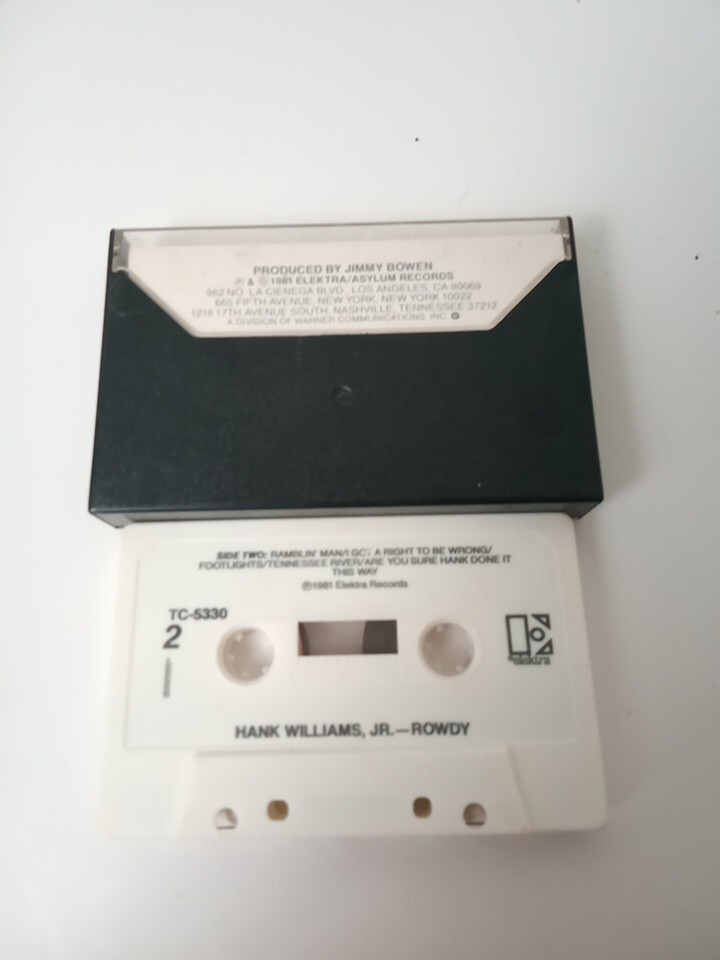 PRODUCED BY JIMMY BOWEN
℗ & ©1981 ELEKTRA/ASYLUM RECORDS
962 NO. LA CIENEGA BLVD., LOS ANGELES, CA 90069
665 FIFTH AVENUE, NEW YORK, NEW YORK 10022
1216 17TH AVENUE SOUTH, NASHVILLE, TENNESSEE 37212
A DIVISION OF WARNER COMMUNICATIONS, INC.
SIDE TWO: RAMBLIN' MAN/I GOT A RIGHT TO BE WRONG/
FOOTLIGHTS/TENNESSEE RIVER/ARE YOU SURE HANK DONE IT
THIS WAY
℗1981 Elektra Records
TC-5330
2
elektra
HANK WILLIAMS, JR.—ROWDY